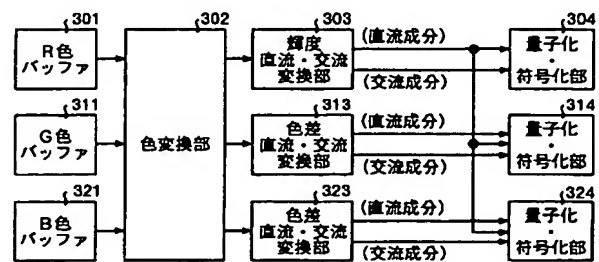 301
R色
バッファ
302
色変換部
303
輝度
直流・交流
変換部
(直流成分)
(交流成分)
304
量子化
・
符号化部
311
G色
バッファ
313
色差
直流・交流
変換部
(直流成分)
(交流成分)
314
量子化
・
符号化部
321
B色
バッファ
323
色差
直流・交流
変換部
(直流成分)
(交流成分)
324
量子化
・
符号化部